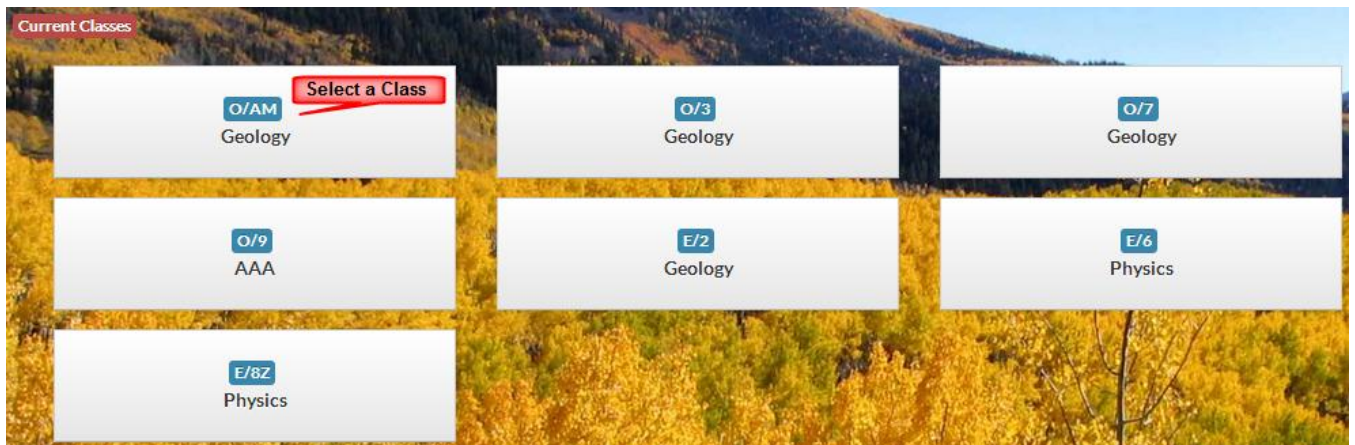 Current Classes
Select a Class
O/AM
Geology
O/3
Geology
O/7
Geology
O/9
AAA
E/2
Geology
E/6
Physics
E/8Z
Physics